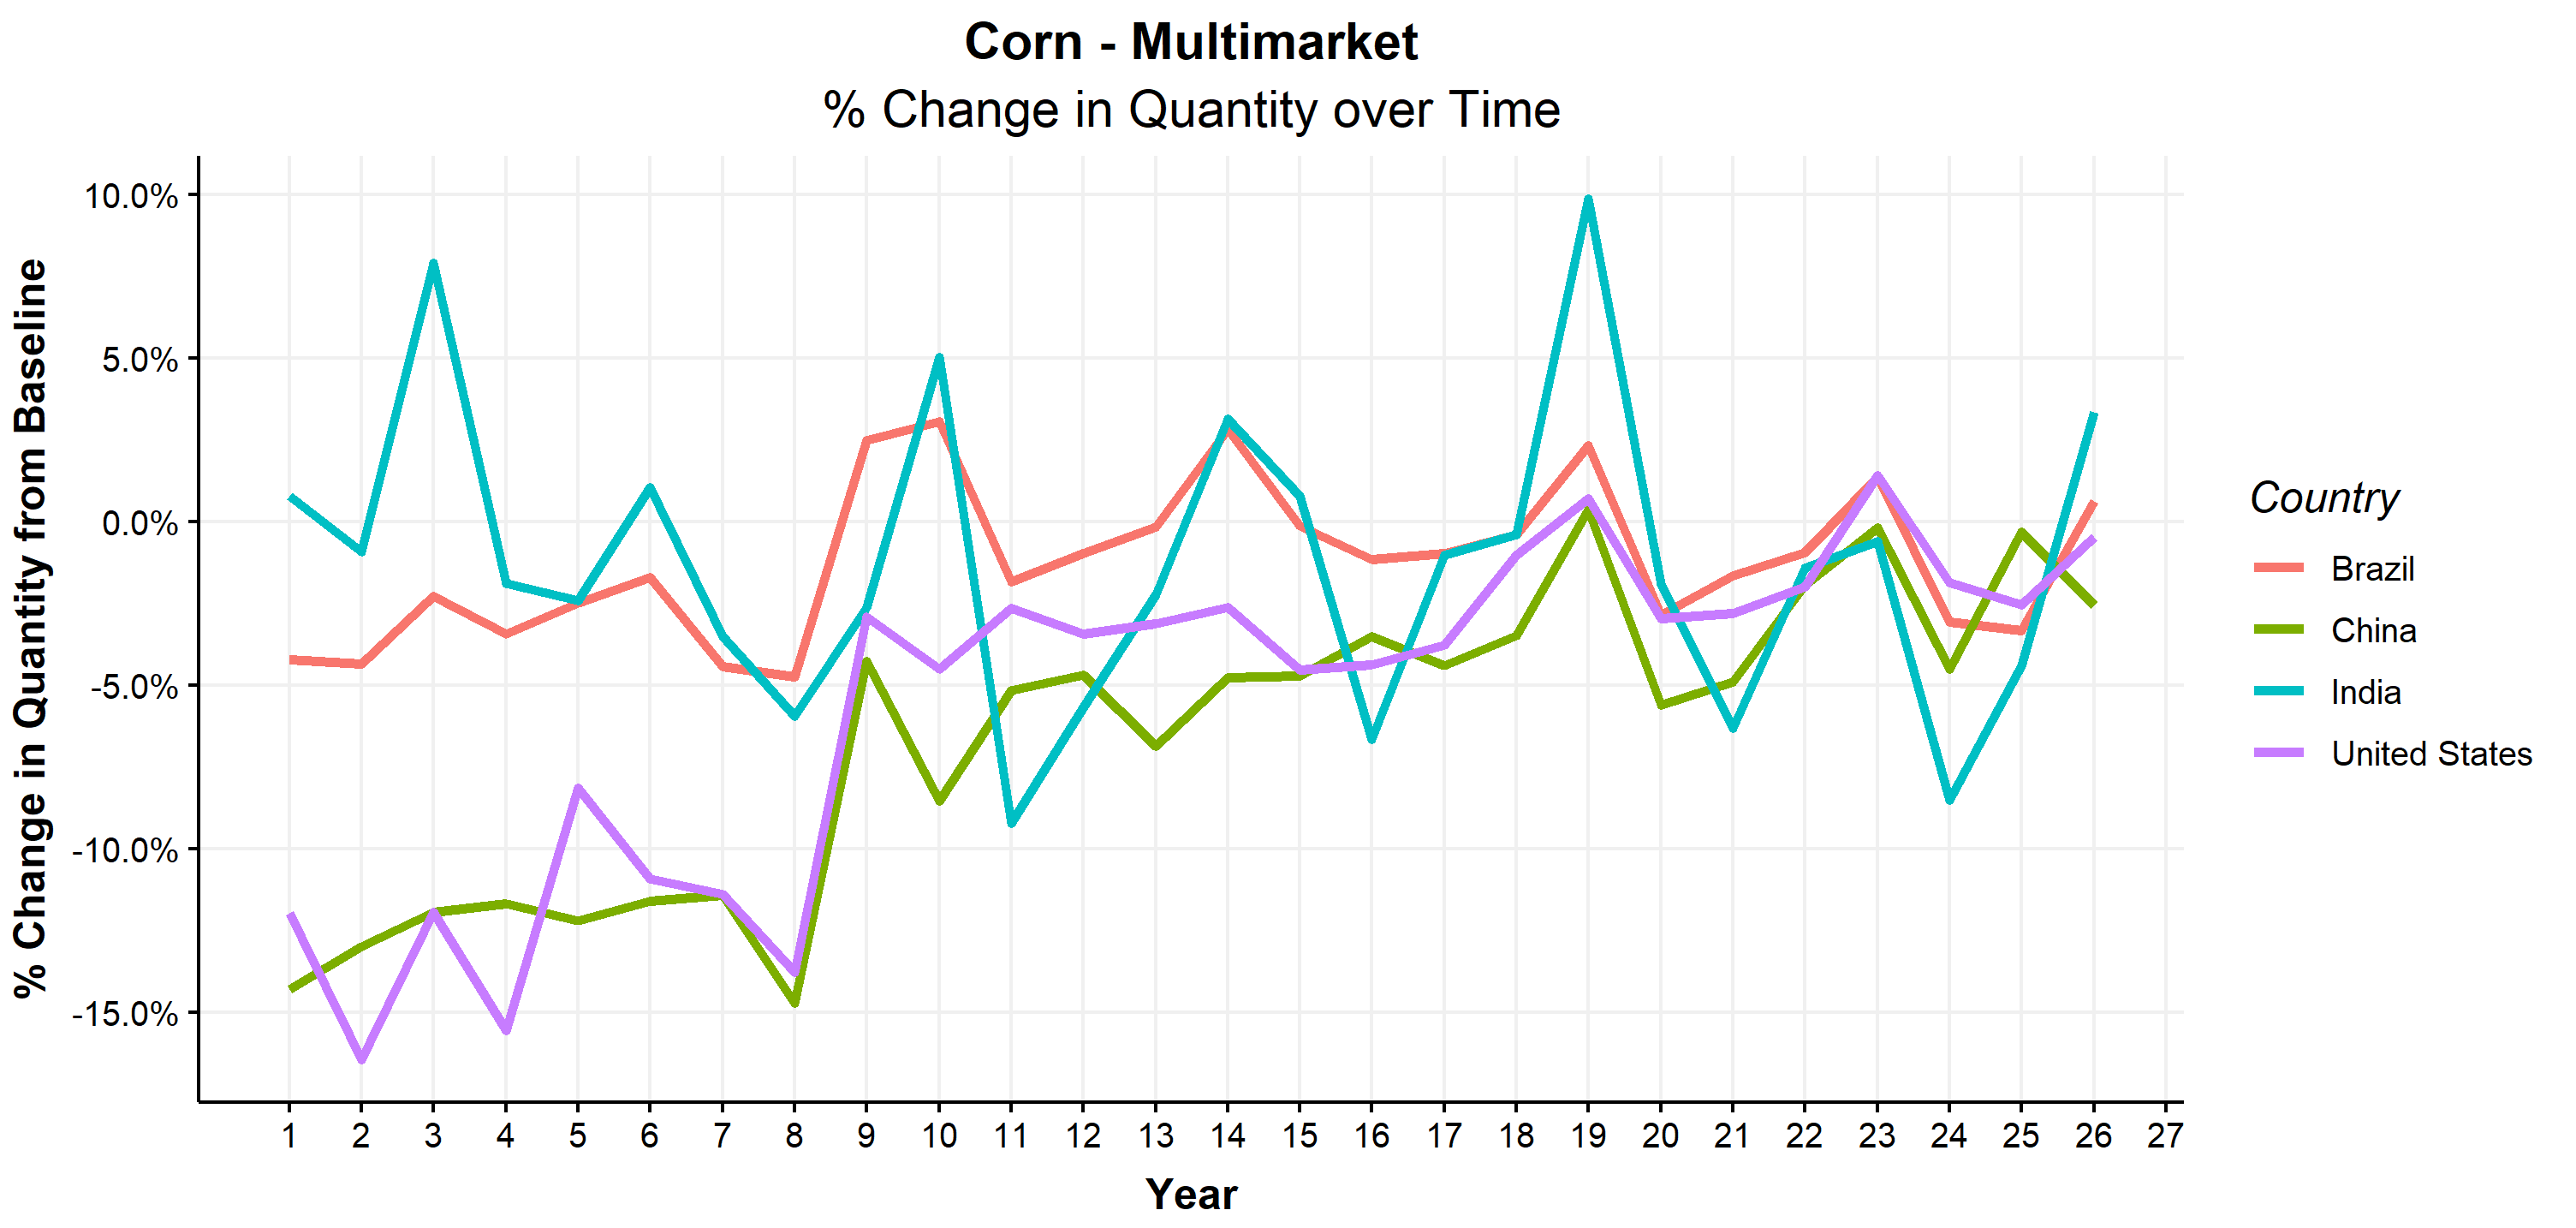 Corn - Multimarket
% Change in Quantity over Time
% Change in Quantity from Baseline
10.0%
5.0%
0.0%
-5.0%
-10.0%
-15.0%
1 2 3 4 5 6 7 8 9 10 11 12 13 14 15 16 17 18 19 20 21 22 23 24 25 26 27
Year
Country
Brazil
China
India
United States